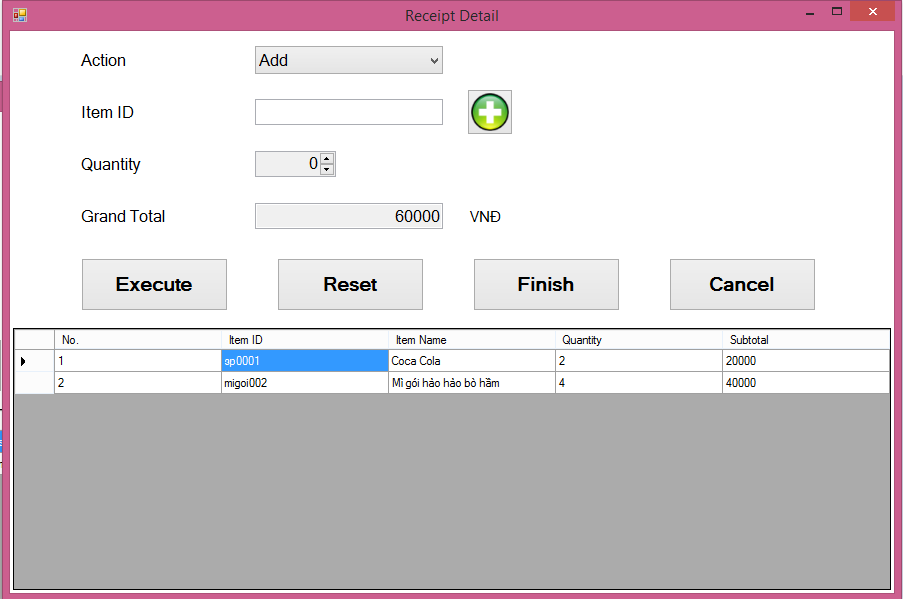 Receipt Detail
Action Add
Item ID
Quantity 0
Grand Total 60000 VNĐ
Execute Reset Finish Cancel
No. Item ID Item Name Quantity Subtotal
1 sp0001 Coca Cola 2 20000
2 migoi002 Mì gói hảo hảo bò hầm 4 40000